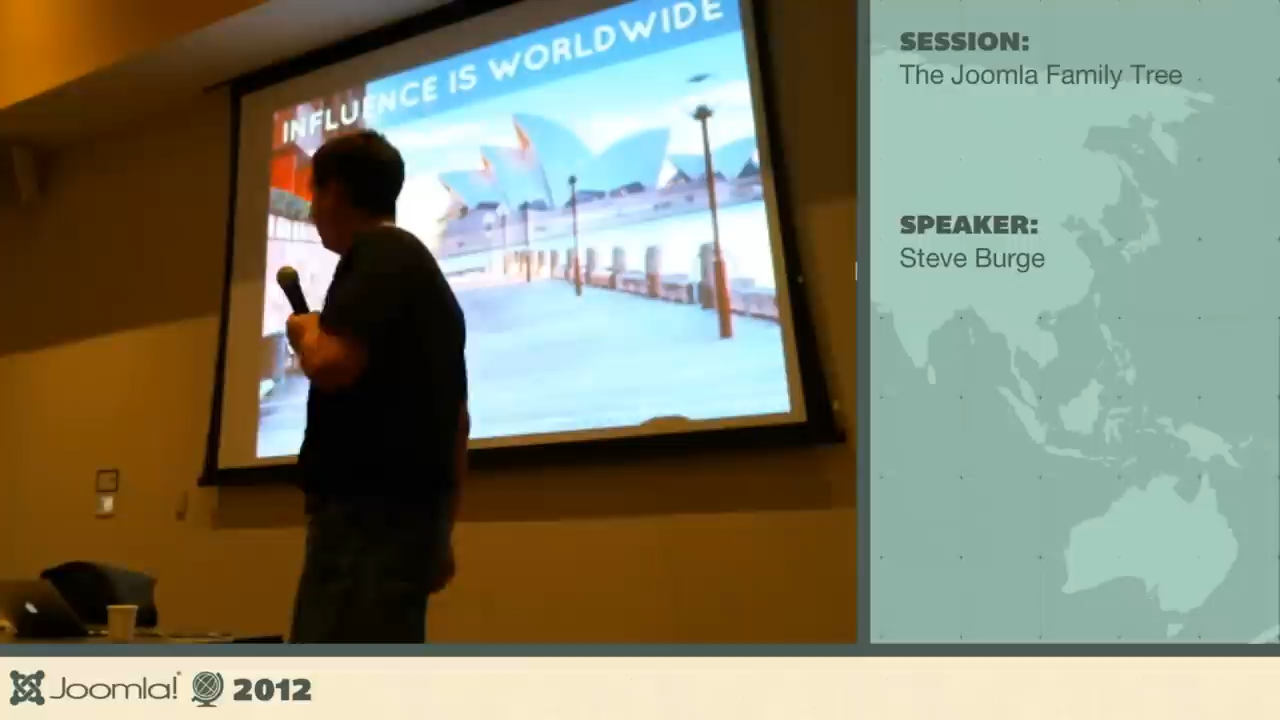 INFLUENCE IS WORLDWIDE
SESSION:
The Joomla Family Tree
SPEAKER:
Steve Burge
Joomla! 2012